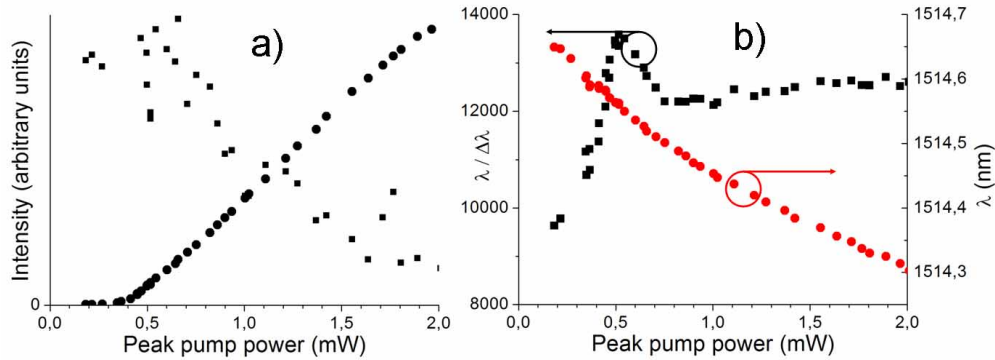 a)
Intensity (arbitrary units)
0
0,0 0,5 1,0 1,5 2,0
Peak pump power (mW)
b)
14000
12000
10000
8000
λ / Δλ
1514,7
1514,6
1514,5
1514,4
1514,3
λ (nm)
0,0 0,5 1,0 1,5 2,0
Peak pump power (mW)